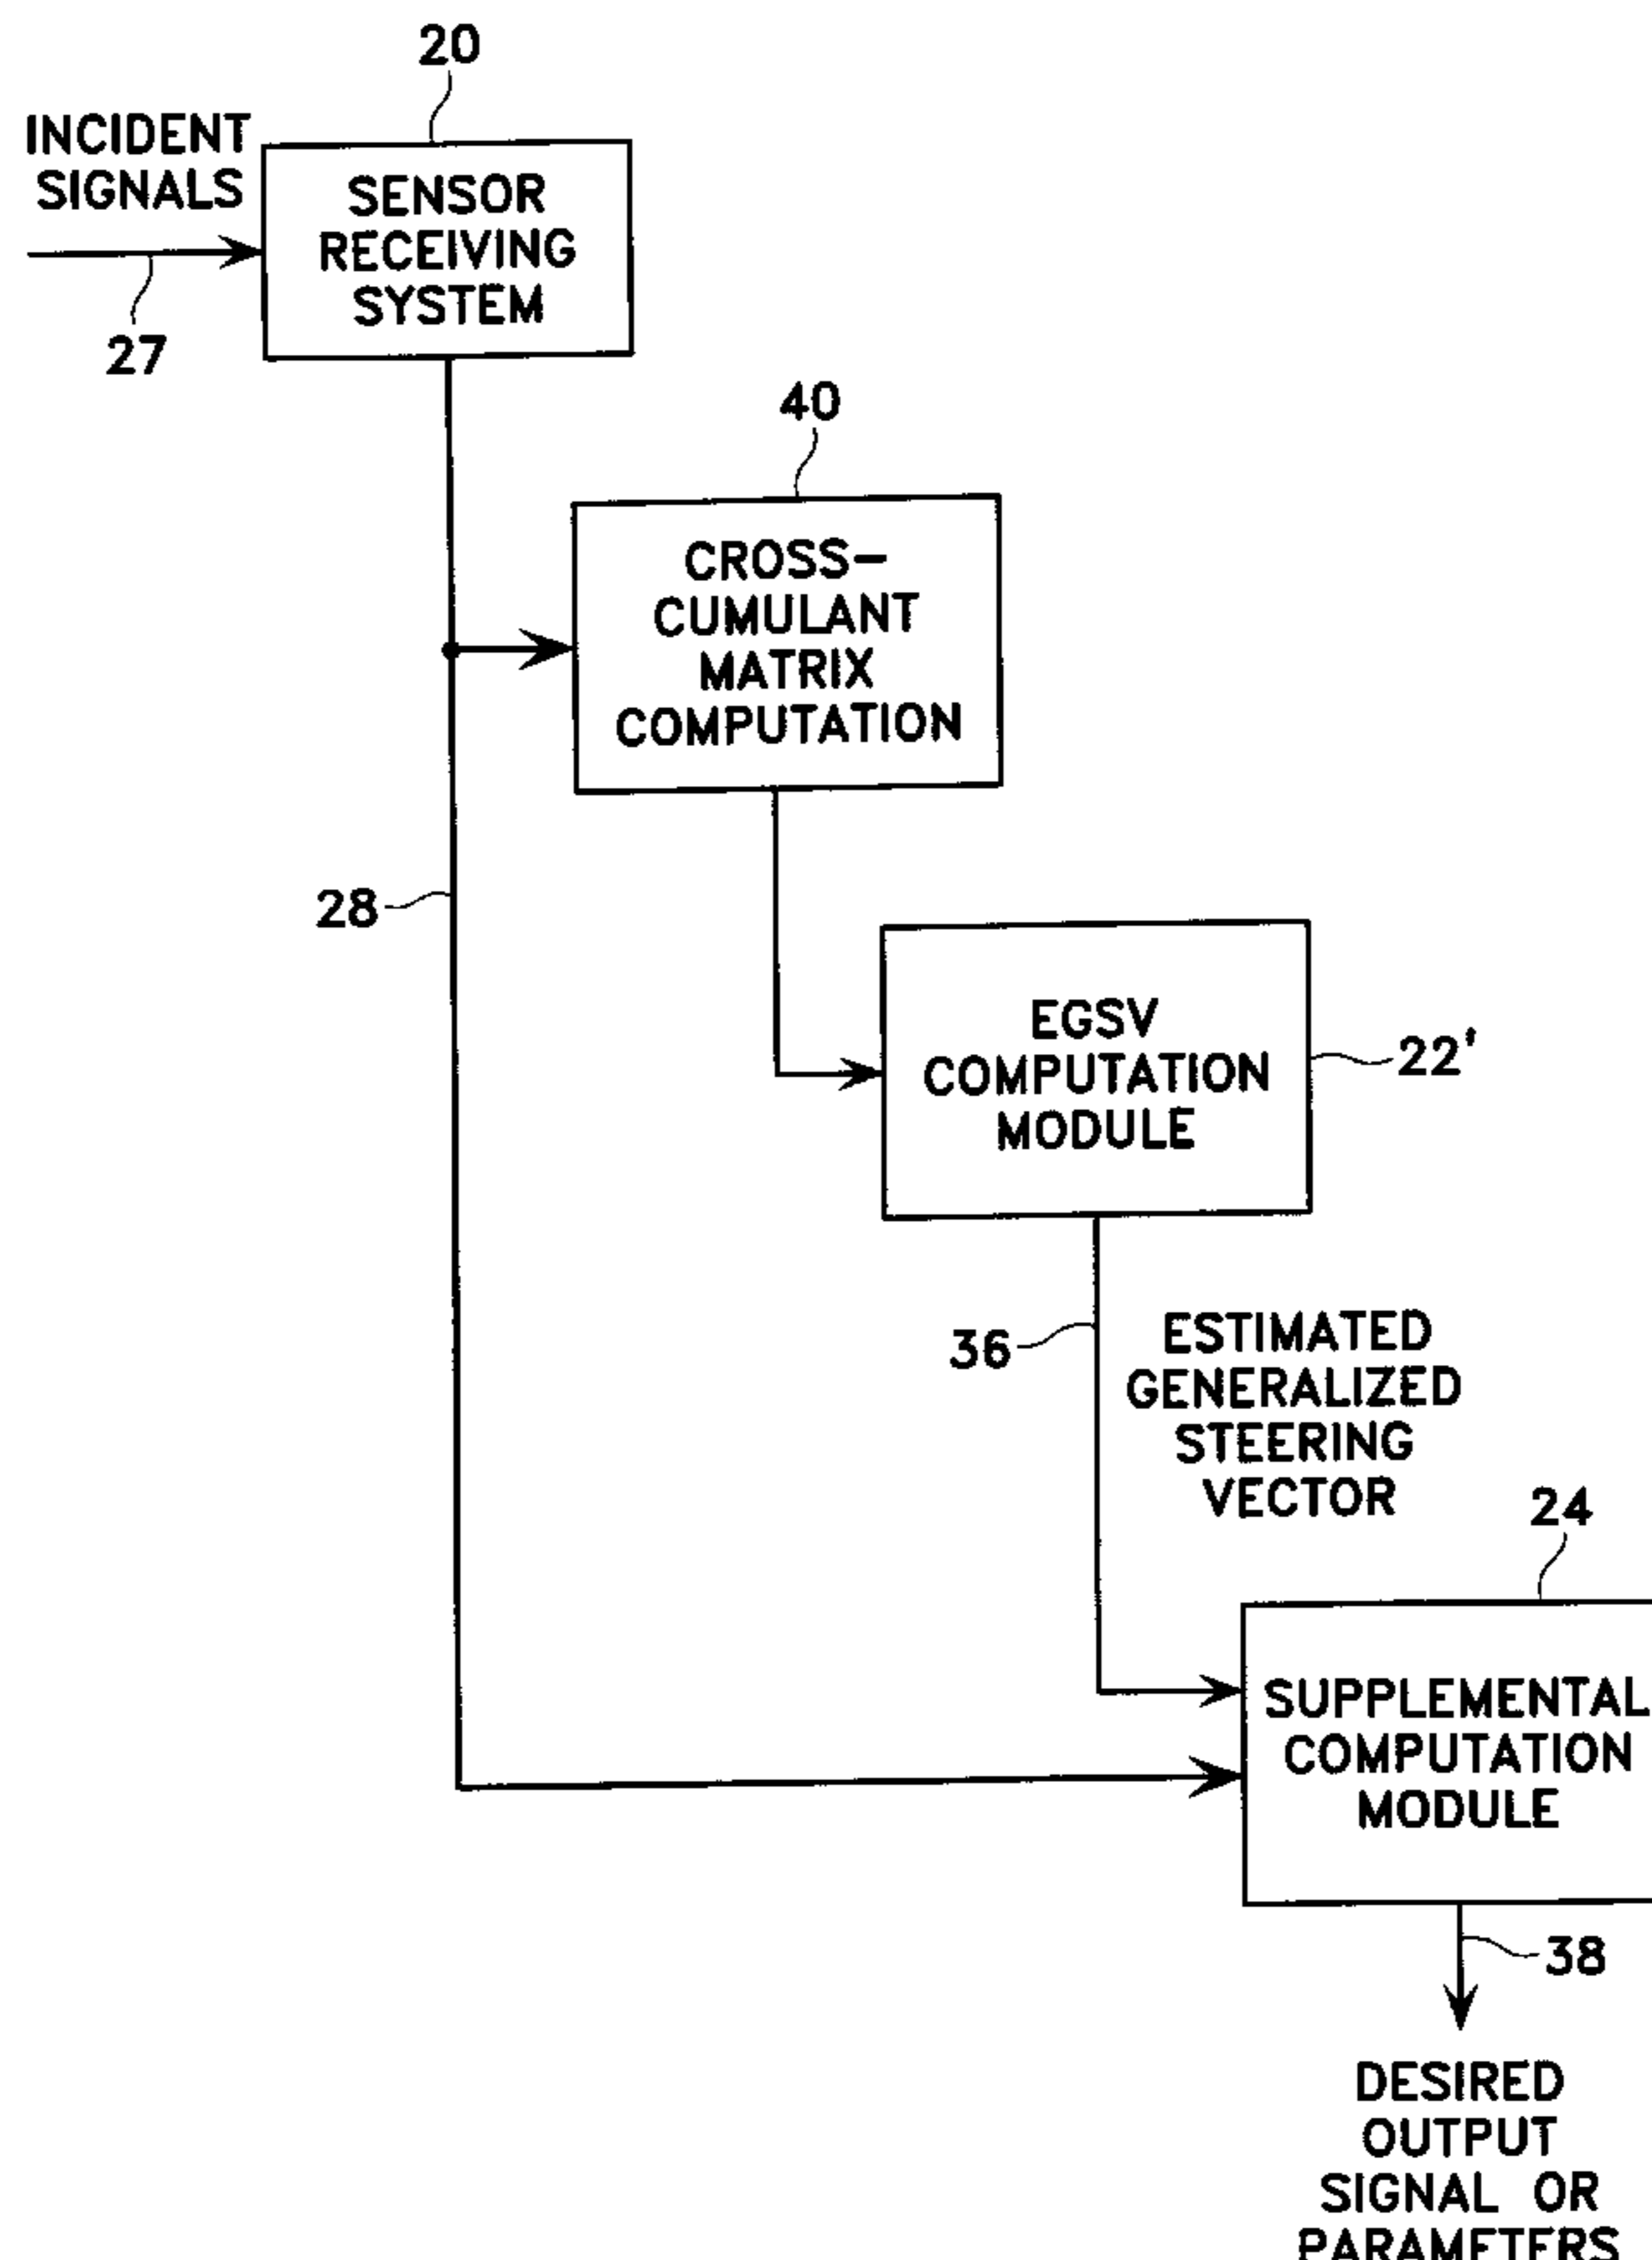 20
INCIDENT
SIGNALS
SENSOR
RECEIVING
SYSTEM
27
40
CROSS-
CUMULANT
MATRIX
COMPUTATION
28
EGSV
COMPUTATION
MODULE
22'
36
ESTIMATED
GENERALIZED
STEERING
VECTOR
24
SUPPLEMENTAL
COMPUTATION
MODULE
38
DESIRED
OUTPUT
SIGNAL OR
PARAMETERS